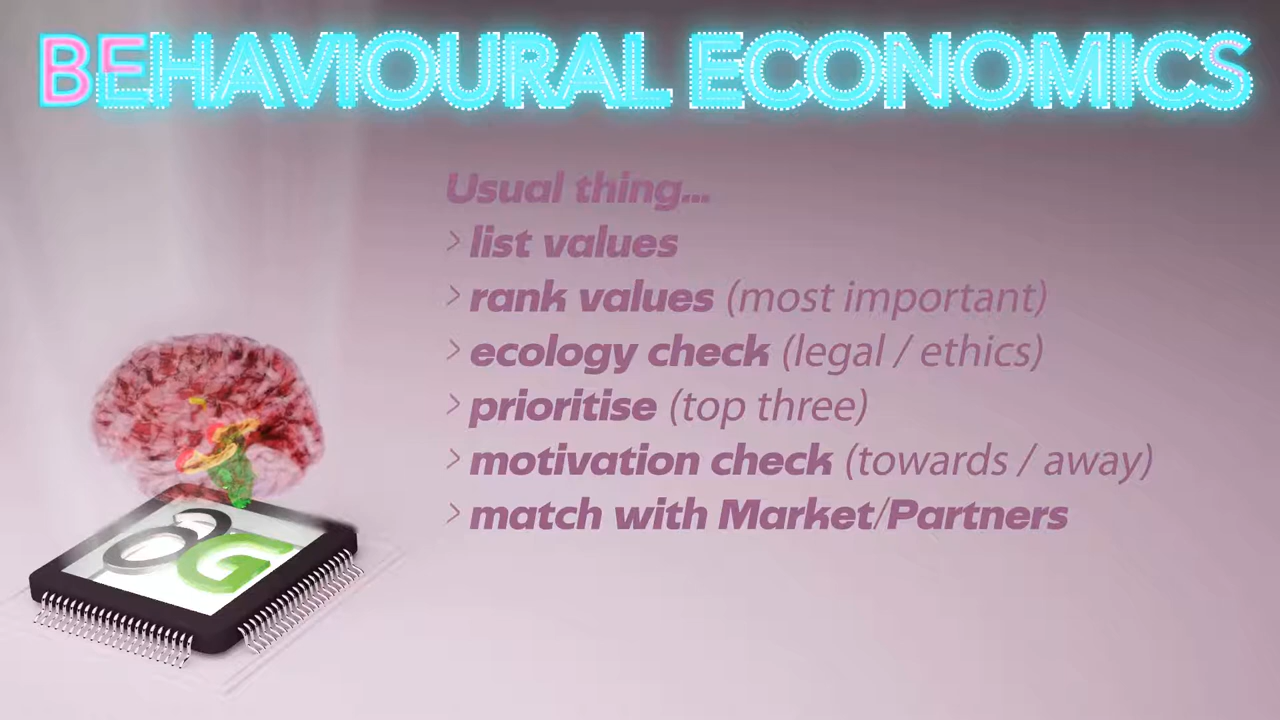 BEHAVIOURAL ECONOMICS
Usual thing...
> list values
> rank values (most important)
> ecology check (legal / ethics)
> prioritise (top three)
> motivation check (towards / away)
> match with Market/Partners
8G